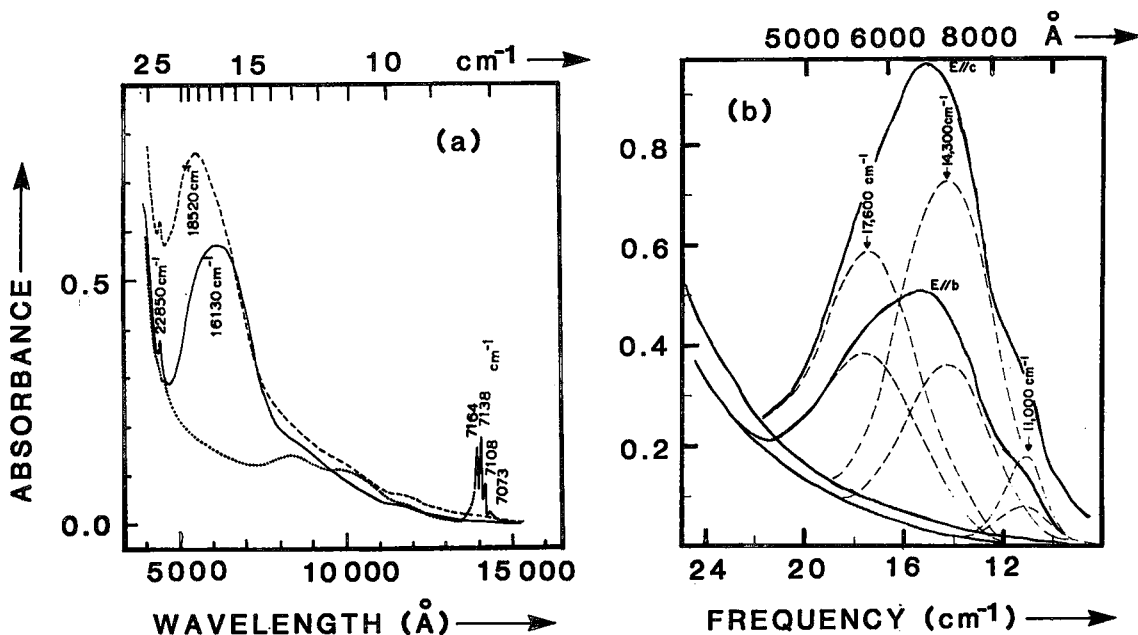 25 20 15 10 cm⁻¹
(a)
ABSORBANCE
0.5
0.0
22850 cm⁻¹
18520 cm⁻¹
16130 cm⁻¹
cm⁻¹
7164
7138
7108
7073
5000 10 000 15 000
WAVELENGTH (Å)
5000 6000 8000 Å
(b)
E//c
17,600 cm⁻¹
14,300 cm⁻¹
E//b
11,000 cm⁻¹
0.8
0.6
0.4
0.2
24 20 16 12
FREQUENCY (cm⁻¹)